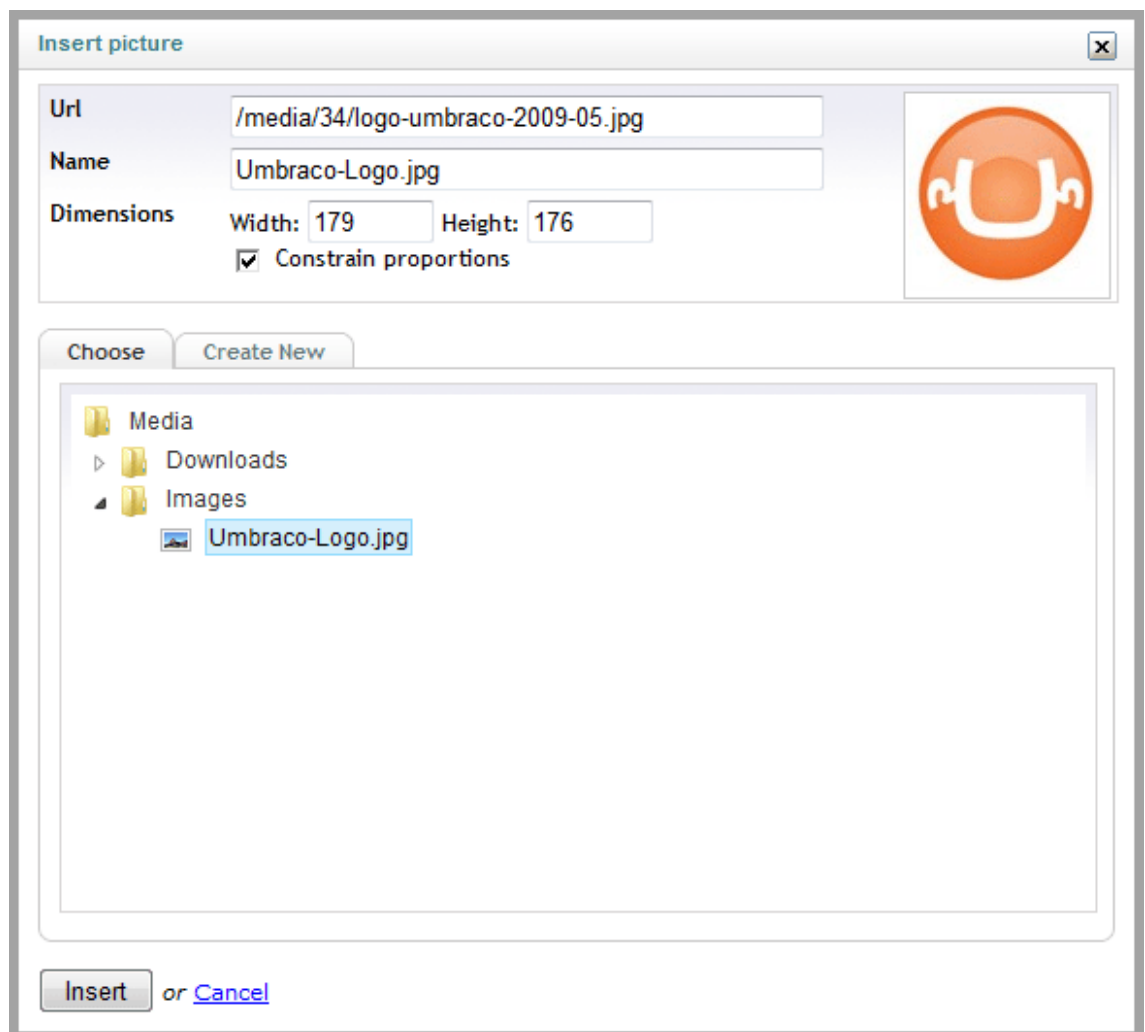 Insert picture
Url /media/34/logo-umbraco-2009-05.jpg
Name Umbraco-Logo.jpg
Dimensions Width: 179 Height: 176
Constrain proportions
Choose Create New
Media
Downloads
Images
Umbraco-Logo.jpg
Insert or Cancel